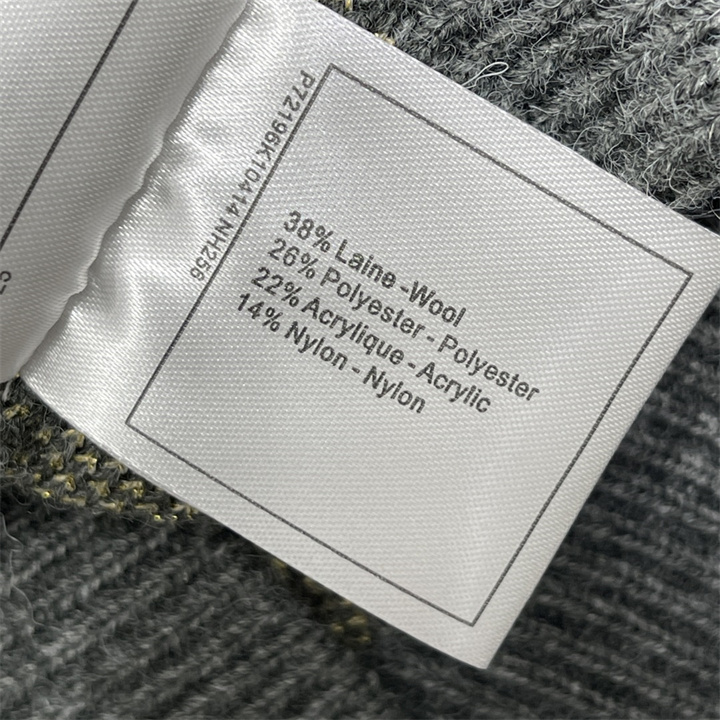 P72196K10414 NH256
38% Laine -Wool
26% Polyester - Polyester
22% Acrylique - Acrylic
14% Nylon - Nylon